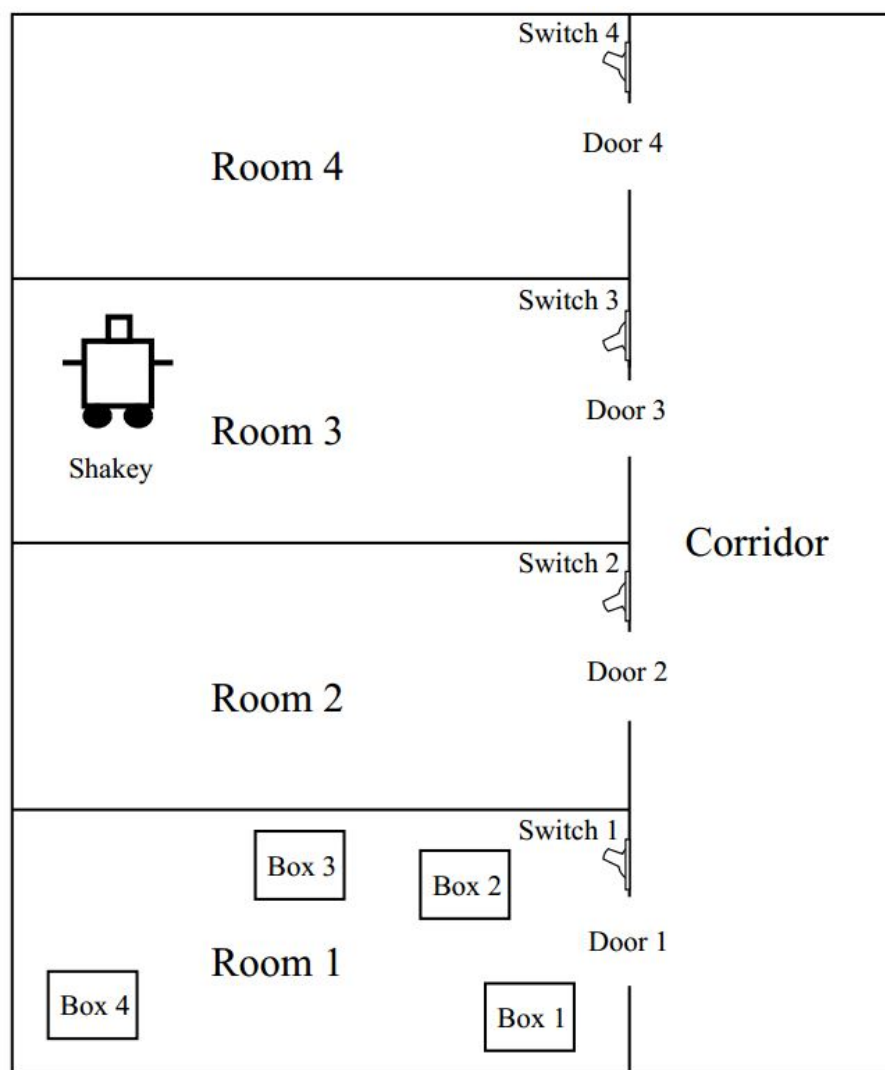 Switch 4
Door 4
Room 4
Switch 3
Door 3
Room 3
Shakey
Corridor
Switch 2
Door 2
Room 2
Switch 1
Box 3
Box 2
Door 1
Room 1
Box 4
Box 1